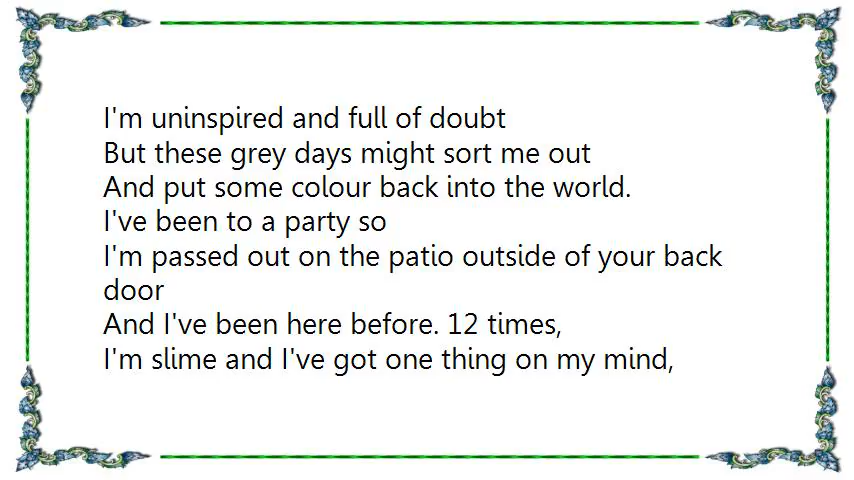 I'm uninspired and full of doubt
But these grey days might sort me out
And put some colour back into the world.
I've been to a party so
I'm passed out on the patio outside of your back
door
And I've been here before. 12 times,
I'm slime and I've got one thing on my mind,